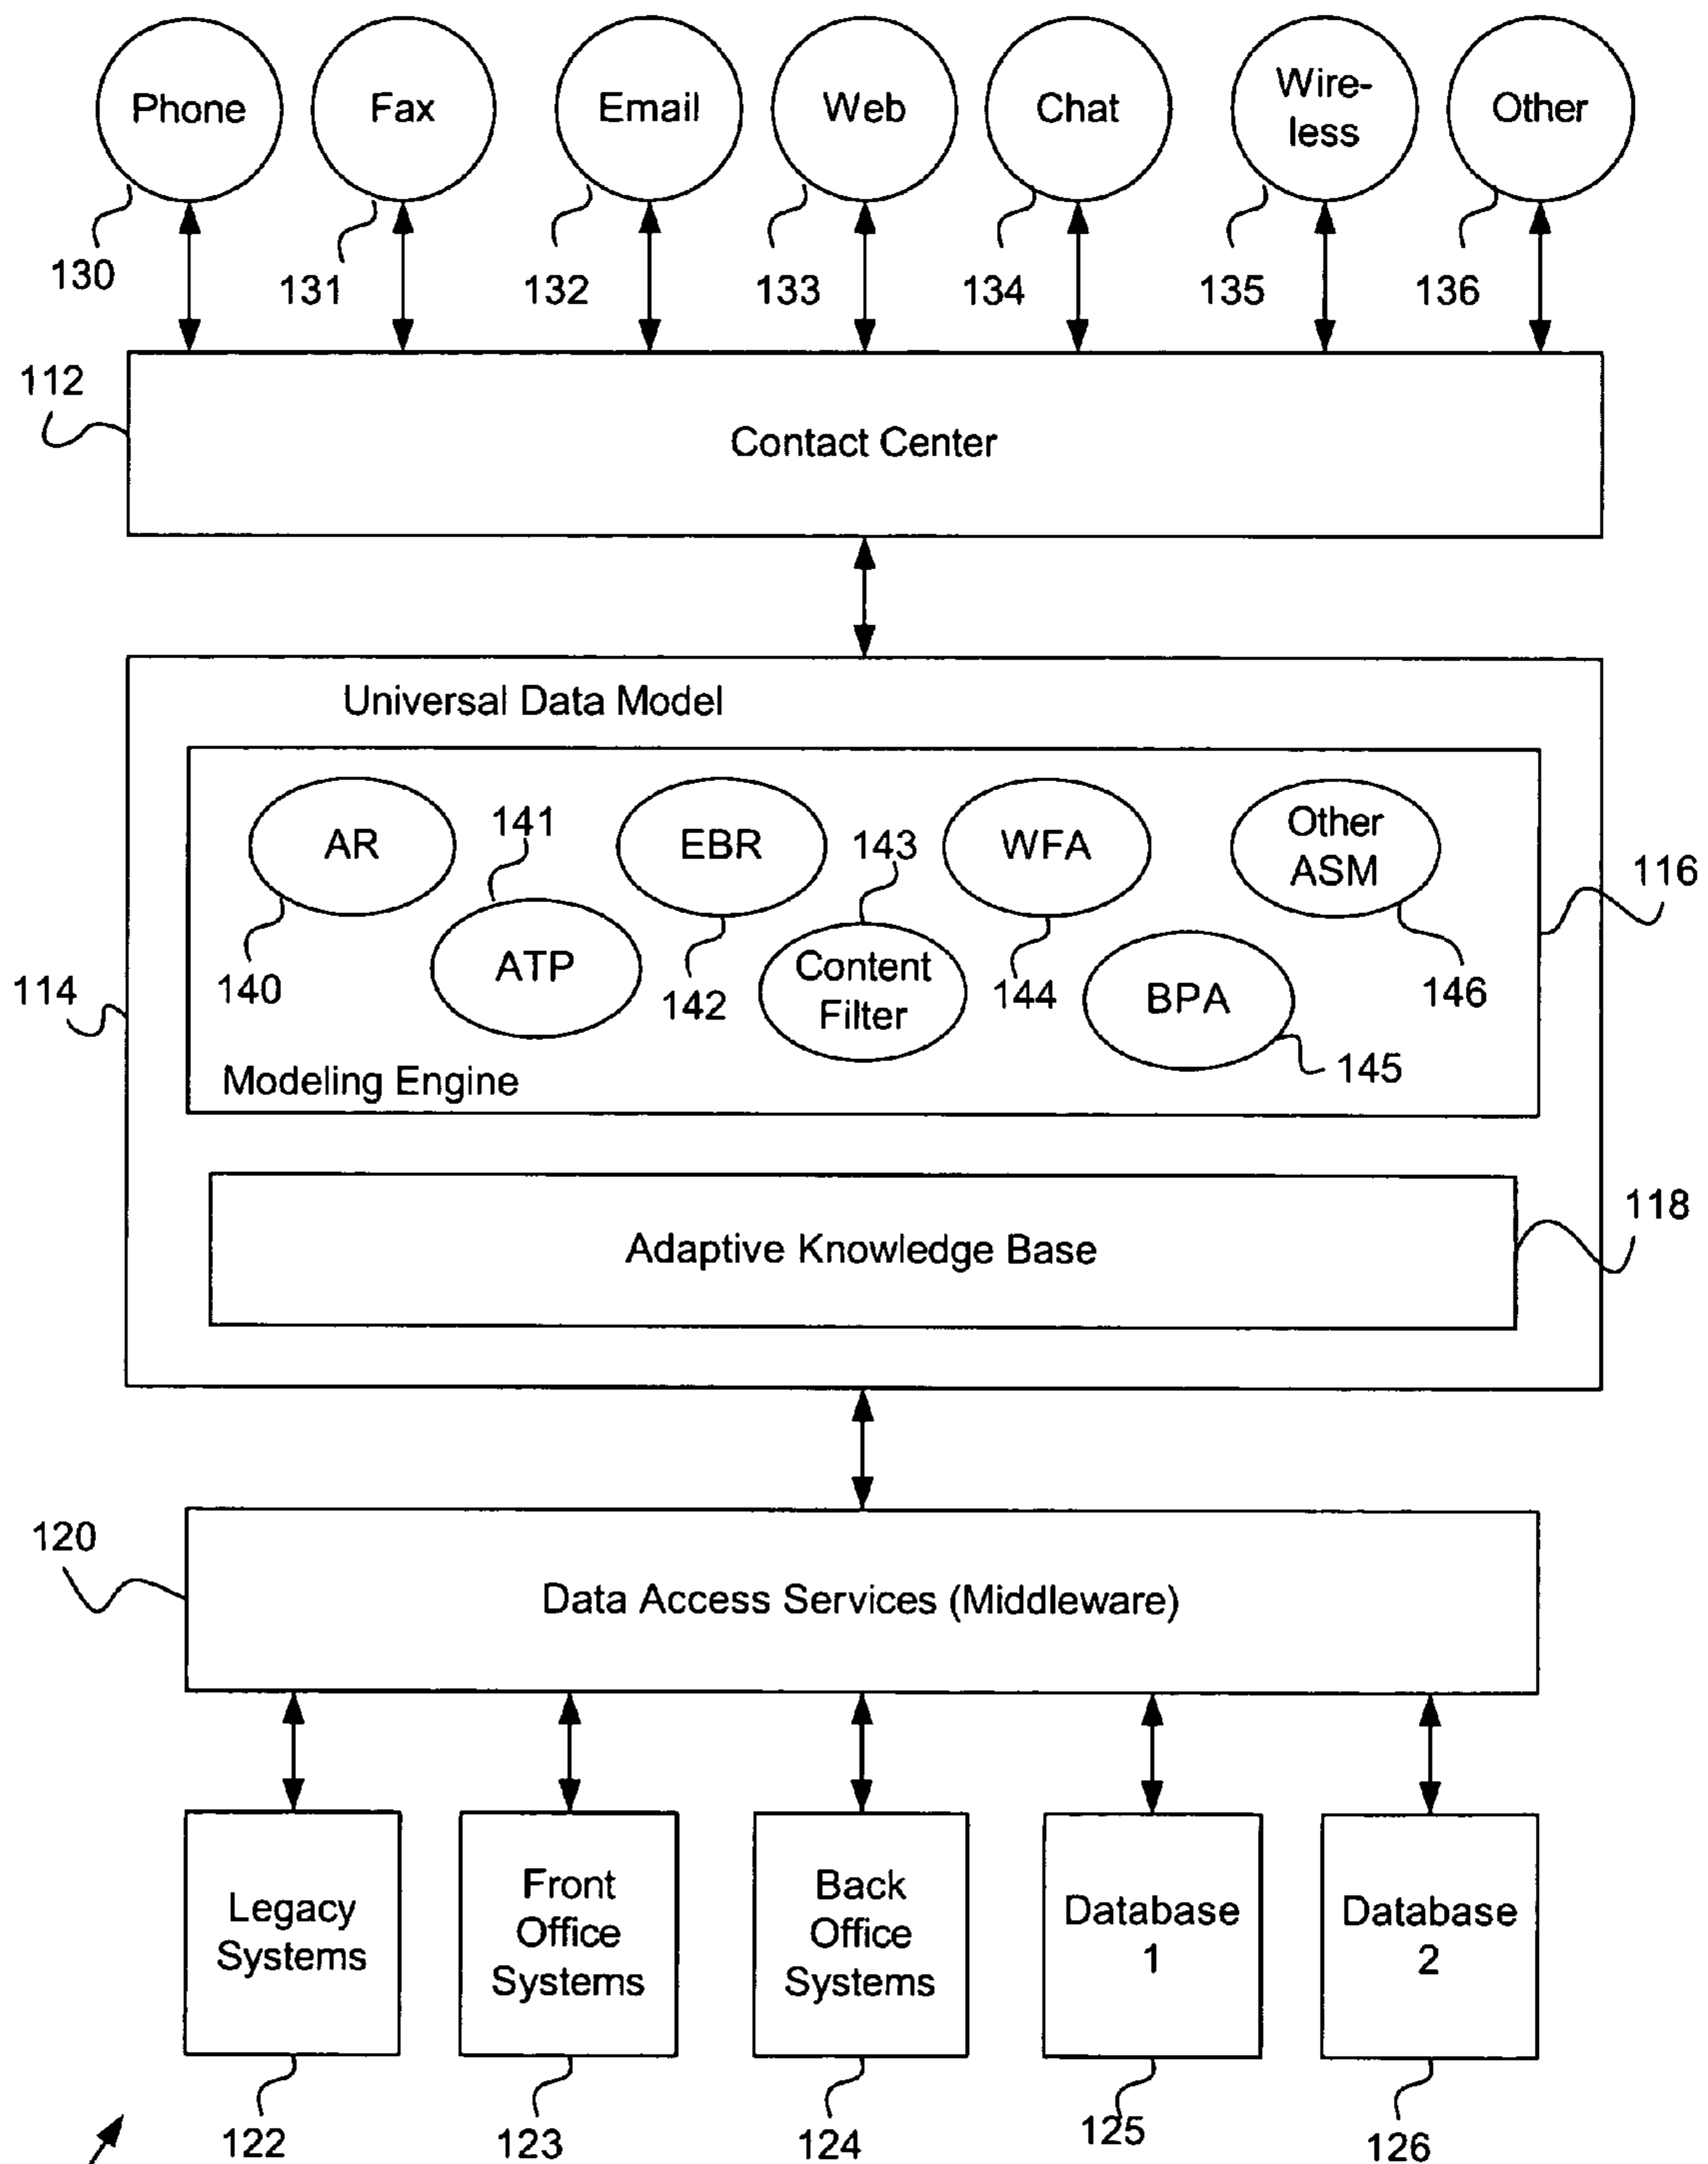 Phone
Fax
Email
Web
Chat
Wire-
less
Other
130
131
132
133
134
135
136
112
Contact Center
Universal Data Model
AR
141
EBR
143
WFA
Other
ASM
116
140
ATP
142
Content
Filter
144
BPA
146
114
145
Modeling Engine
118
Adaptive Knowledge Base
120
Data Access Services (Middleware)
Legacy
Systems
Front
Office
Systems
Back
Office
Systems
Database
1
Database
2
122
123
124
125
126